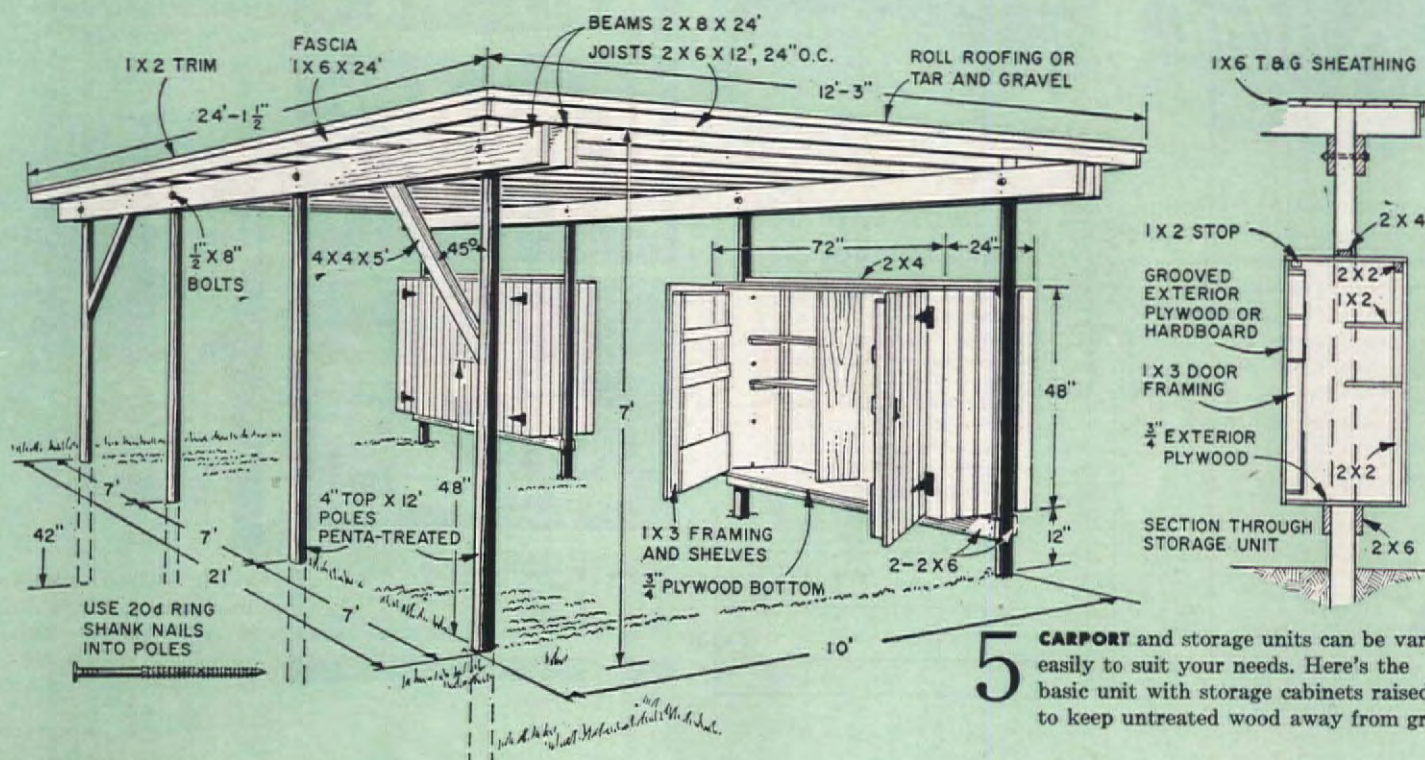 BEAMS 2 X 8 X 24'
JOISTS 2 X 6 X 12', 24" O.C.
FASCIA
1 X 6 X 24'
1 X 2 TRIM
24'-1 1/2"
ROLL ROOFING OR
TAR AND GRAVEL
12'-3"
1/2" X 8"
BOLTS
4 X 4 X 5'
45°
72"
24"
2 X 4
48"
12"
7'
48"
4" TOP X 12'
POLES
PENTA-TREATED
1 X 3 FRAMING
AND SHELVES
3/4" PLYWOOD BOTTOM
2-2 X 6
42"
7'
7'
21'
7'
10'
USE 20d RING
SHANK NAILS
INTO POLES
1X6 T & G SHEATHING
2 X 4
1 X 2 STOP
2 X 2
GROOVED
EXTERIOR
PLYWOOD OR
HARDBOARD
1 X 2
1 X 3 DOOR
FRAMING
3/4" EXTERIOR
PLYWOOD
2 X 2
SECTION THROUGH
STORAGE UNIT
2 X 6
5 CARPORT and storage units can be var
easily to suit your needs. Here's the
basic unit with storage cabinets raised
to keep untreated wood away from gr